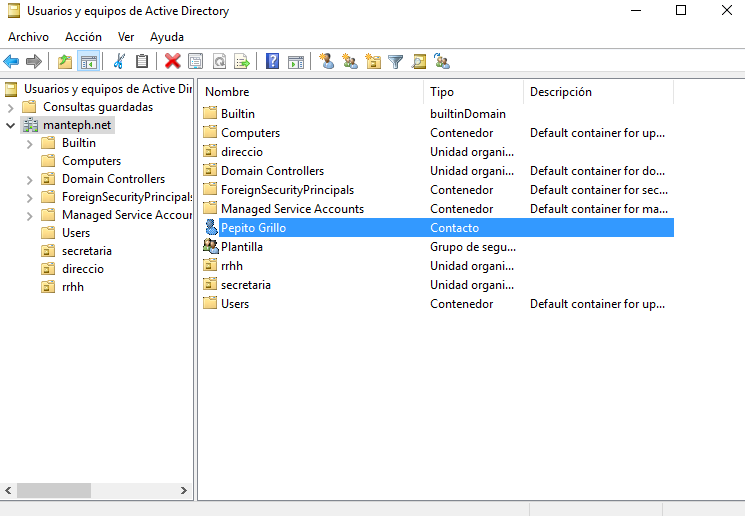 Usuarios y equipos de Active Directory
Archivo Acción Ver Ayuda
Usuarios y equipos de Active Dir
Consultas guardadas
manteph.net
Builtin
Computers
Domain Controllers
ForeignSecurityPrincipals
Managed Service Accour
Users
secretaria
direccio
rrhh
Nombre Tipo Descripción
Builtin builtinDomain
Computers Contenedor Default container for up...
direccio Unidad organi...
Domain Controllers Unidad organi... Default container for do...
ForeignSecurityPrincipals Contenedor Default container for sec...
Managed Service Accounts Contenedor Default container for ma...
Pepito Grillo Contacto
Plantilla Grupo de segu...
rrhh Unidad organi...
secretaria Unidad organi...
Users Contenedor Default container for up...